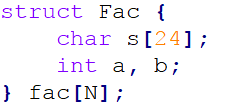 struct Fac {
    char s[24];
    int a, b;
} fac[N];